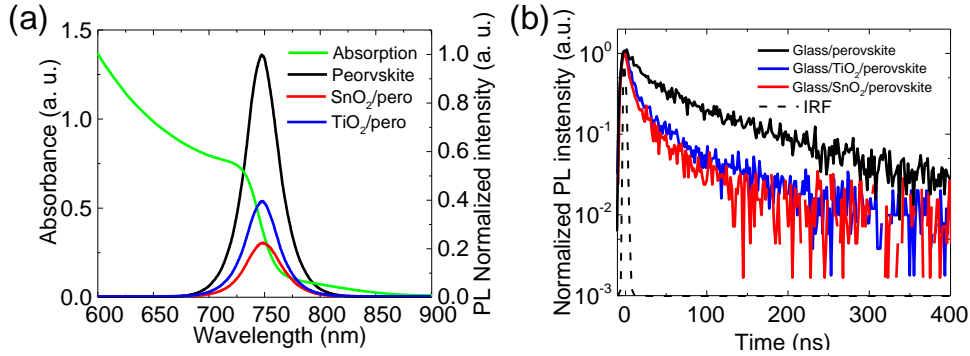 (a)
Absorbance (a. u.)
1.5
1.0
0.5
0.0
Absorption
Peorvskite
SnO2/pero
TiO2/pero
1.0
0.8
0.6
0.4
0.2
0.0
PL Normalized intensity (a. u.)
600 650 700 750 800 850 900
Wavelength (nm)
(b)
Normalized PL instensity (a.u.)
10^0
10^-1
10^-2
10^-3
Glass/perovskite
Glass/TiO2/perovskite
Glass/SnO2/perovskite
IRF
0 100 200 300 400
Time (ns)